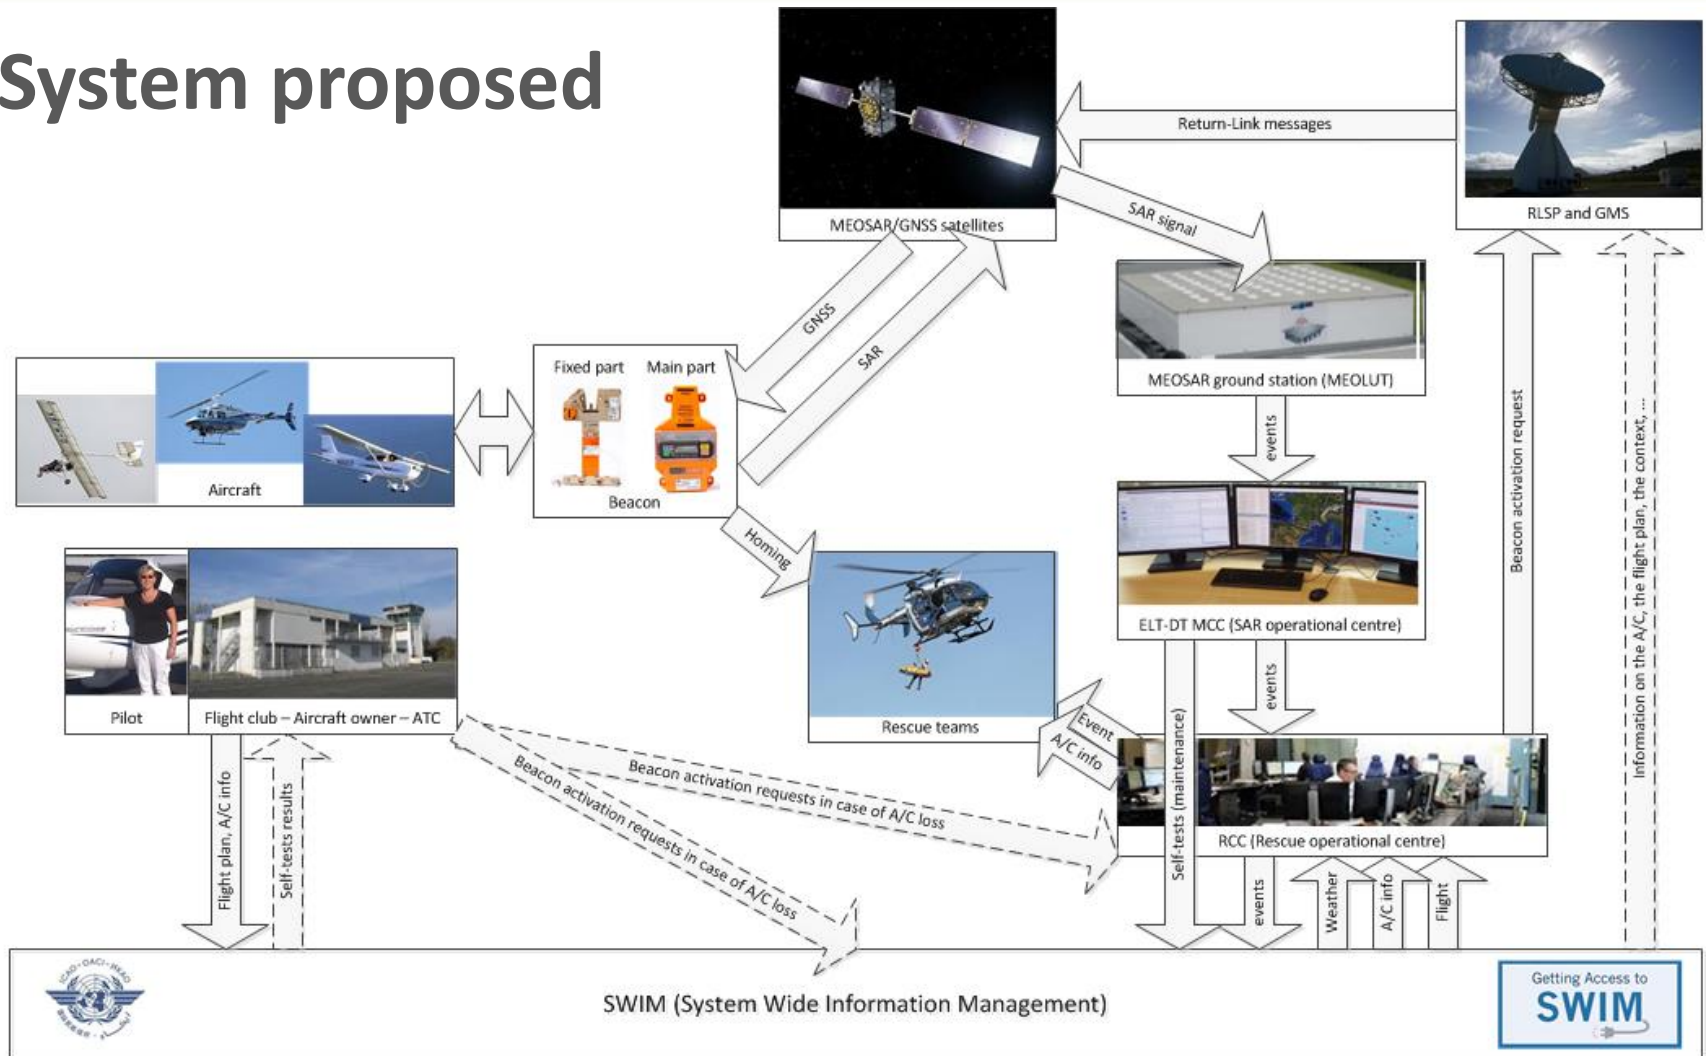 System proposed
MEOSAR/GNSS satellites
Return-Link messages
RLSP and GMS
SAR signal
MEOSAR ground station (MEOLUT)
GNSS
SAR
Fixed part
Main part
Beacon
Aircraft
Homing
events
ELT-DT MCC (SAR operational centre)
Beacon activation request
Information on the A/C, the flight plan, the context, ...
Pilot
Flight club – Aircraft owner – ATC
Rescue teams
Event
A/C info
events
Self-tests (maintenance)
RCC (Rescue operational centre)
Flight plan, A/C info
Self-tests results
Beacon activation requests in case of A/C loss
Beacon activation requests in case of A/C loss
events
Weather
A/C info
Flight
SWIM (System Wide Information Management)
ICAO
OACI
Getting Access to
SWIM